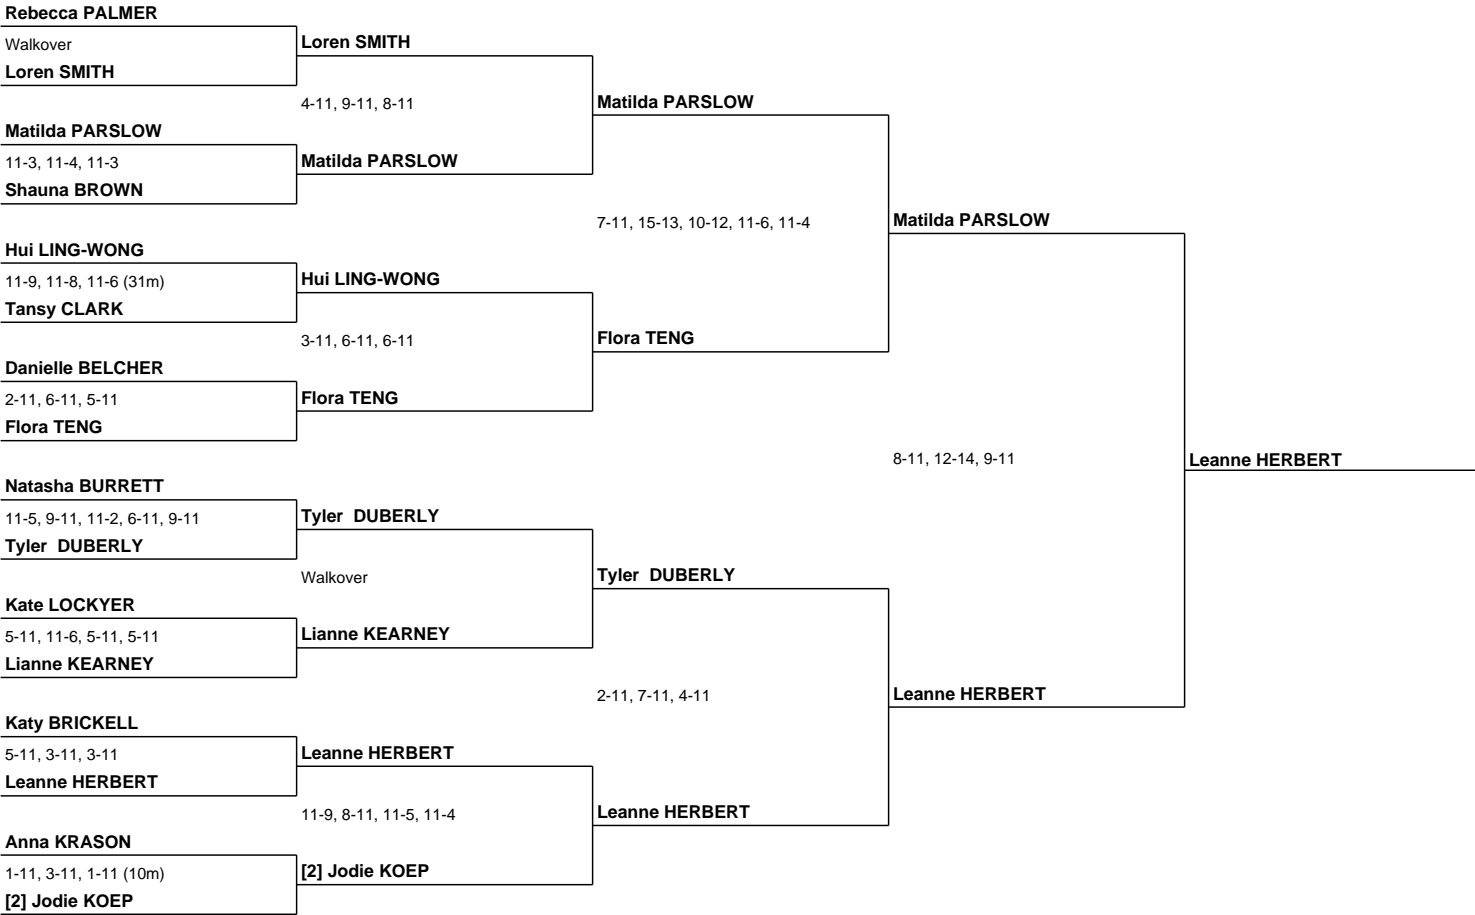 Rebecca PALMER
Walkover
Loren SMITH
Matilda PARSLOW
11-3, 11-4, 11-3
Shauna BROWN
Hui LING-WONG
11-9, 11-8, 11-6 (31m)
Tansy CLARK
Danielle BELCHER
2-11, 6-11, 5-11
Flora TENG
Natasha BURRETT
11-5, 9-11, 11-2, 6-11, 9-11
Tyler  DUBERLY
Kate LOCKYER
5-11, 11-6, 5-11, 5-11
Lianne KEARNEY
Katy BRICKELL
5-11, 3-11, 3-11
Leanne HERBERT
Anna KRASON
1-11, 3-11, 1-11 (10m)
[2] Jodie KOEP
Loren SMITH
4-11, 9-11, 8-11
Matilda PARSLOW
Hui LING-WONG
3-11, 6-11, 6-11
Flora TENG
Tyler  DUBERLY
Walkover
Lianne KEARNEY
Leanne HERBERT
11-9, 8-11, 11-5, 11-4
[2] Jodie KOEP
Matilda PARSLOW
7-11, 15-13, 10-12, 11-6, 11-4
Flora TENG
Tyler  DUBERLY
2-11, 7-11, 4-11
Leanne HERBERT
Matilda PARSLOW
8-11, 12-14, 9-11
Leanne HERBERT
Leanne HERBERT